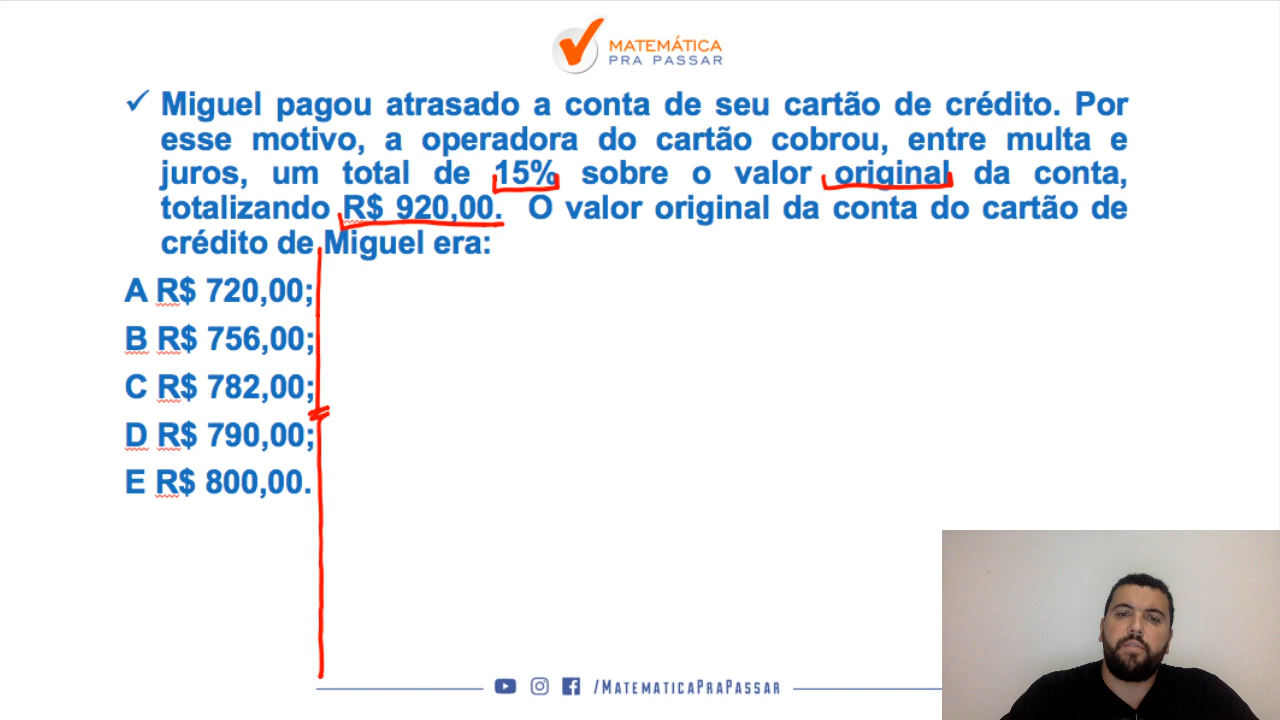 MATEMÁTICA
PRA PASSAR
✓ Miguel pagou atrasado a conta de seu cartão de crédito. Por
esse motivo, a operadora do cartão cobrou, entre multa e
juros, um total de 15% sobre o valor original da conta,
totalizando R$ 920,00. O valor original da conta do cartão de
crédito de Miguel era:
A R$ 720,00;
B R$ 756,00;
C R$ 782,00;
D R$ 790,00;
E R$ 800,00.
/MATEMATICAPRAPASSAR